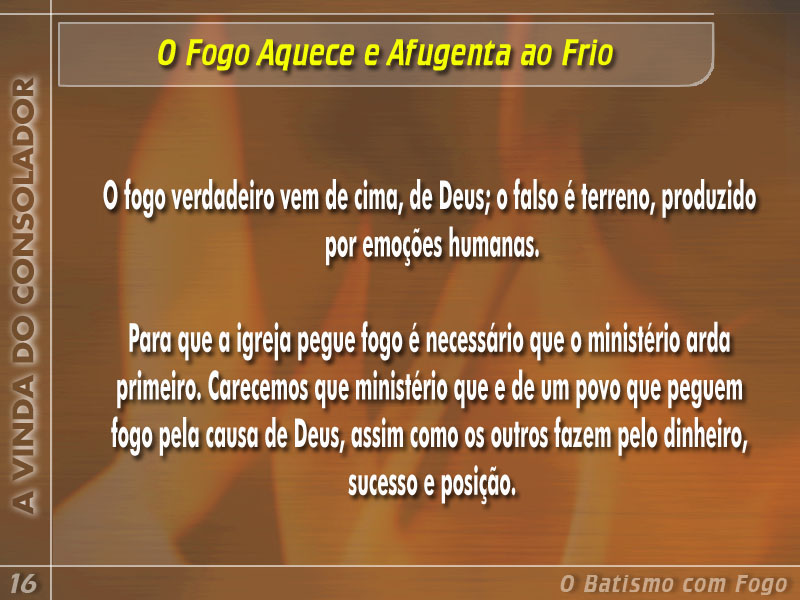 O Fogo Aquece e Afugenta ao Frio
A VINDA DO CONSOLADOR
O fogo verdadeiro vem de cima, de Deus; o falso é terreno, produzido
por emoções humanas.
Para que a igreja pegue fogo é necessário que o ministério arda
primeiro. Carecemos que ministério que e de um povo que peguem
fogo pela causa de Deus, assim como os outros fazem pelo dinheiro,
sucesso e posição.
16
O Batismo com Fogo